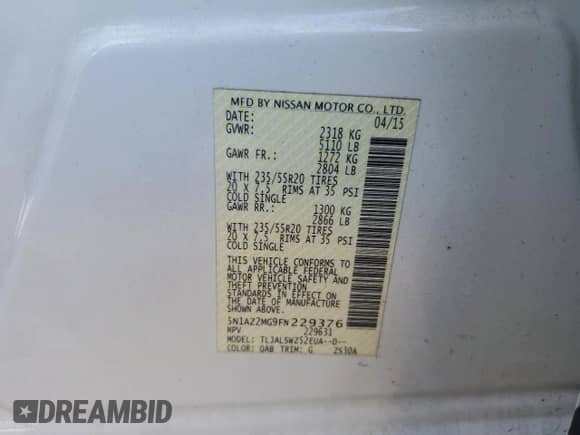 MFD BY NISSAN MOTOR CO., LTD.
DATE: 04/15
GVWR: 2318 KG
5110 LB
GAWR FR.: 1272 KG
2804 LB
WITH 235/55R20 TIRES
20 X 7.5 RIMS AT 35 PSI
COLD SINGLE
GAWR RR.: 1300 KG
2866 LB
WITH 235/55R20 TIRES
20 X 7.5 RIMS AT 35 PSI
COLD SINGLE
THIS VEHICLE CONFORMS TO
ALL APPLICABLE FEDERAL
MOTOR VEHICLE SAFETY AND
THEFT PREVENTION
STANDARDS IN EFFECT ON
THE DATE OF MANUFACTURE
SHOWN ABOVE.
5N1AZ2MG9FN229376
MPV 229631
MODEL: TLJALSWZ52EUA--D--
COLOR: QAB TRIM: G 2%30A
DREAMBID